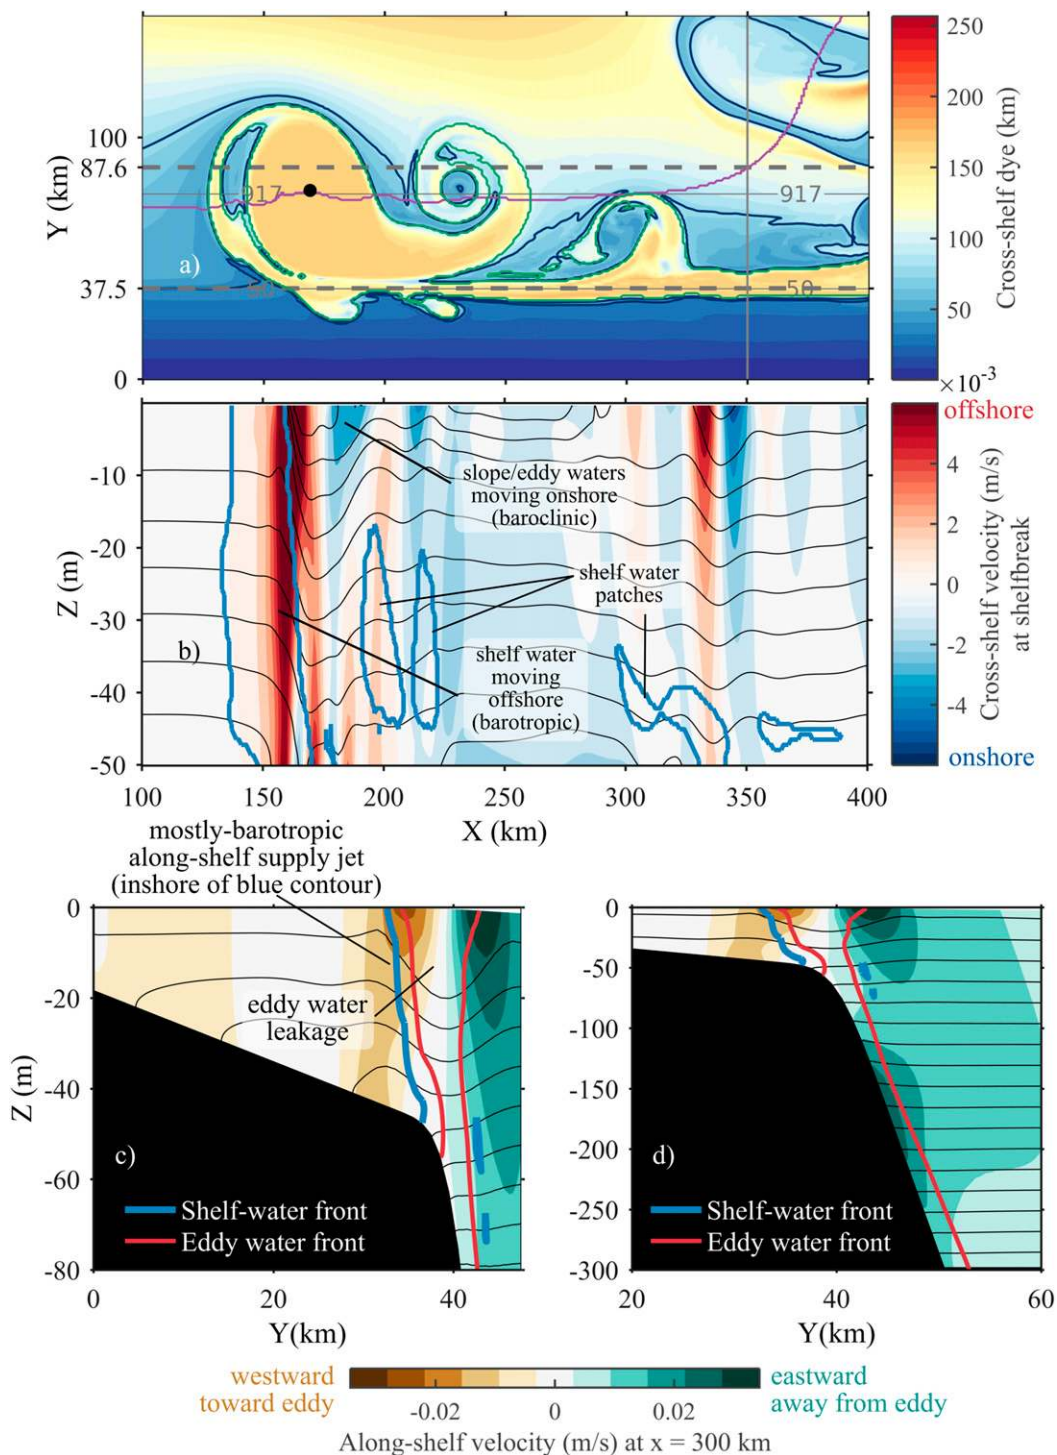 250
200
150
100
50
Cross-shelf dye (km)
100
87.6
37.5
0
Y (km)
a)
917
917
50
50
×10⁻³
offshore
4
2
0
-2
-4
onshore
Cross-shelf velocity (m/s)
at shelfbreak
-10
-20
-30
-40
-50
Z (m)
b)
slope/eddy waters
moving onshore
(baroclinic)
shelf water
patches
shelf water
moving
offshore
(barotropic)
100
150
200
250
300
350
400
X (km)
mostly-barotropic
along-shelf supply jet
(inshore of blue contour)
0
-20
-40
-60
-80
Z (m)
eddy water
leakage
c)
Shelf-water front
Eddy water front
0
20
40
Y(km)
0
-50
-100
-150
-200
-250
-300
d)
Shelf-water front
Eddy water front
20
40
60
Y(km)
westward
toward eddy
-0.02
0
0.02
eastward
away from eddy
Along-shelf velocity (m/s) at x = 300 km